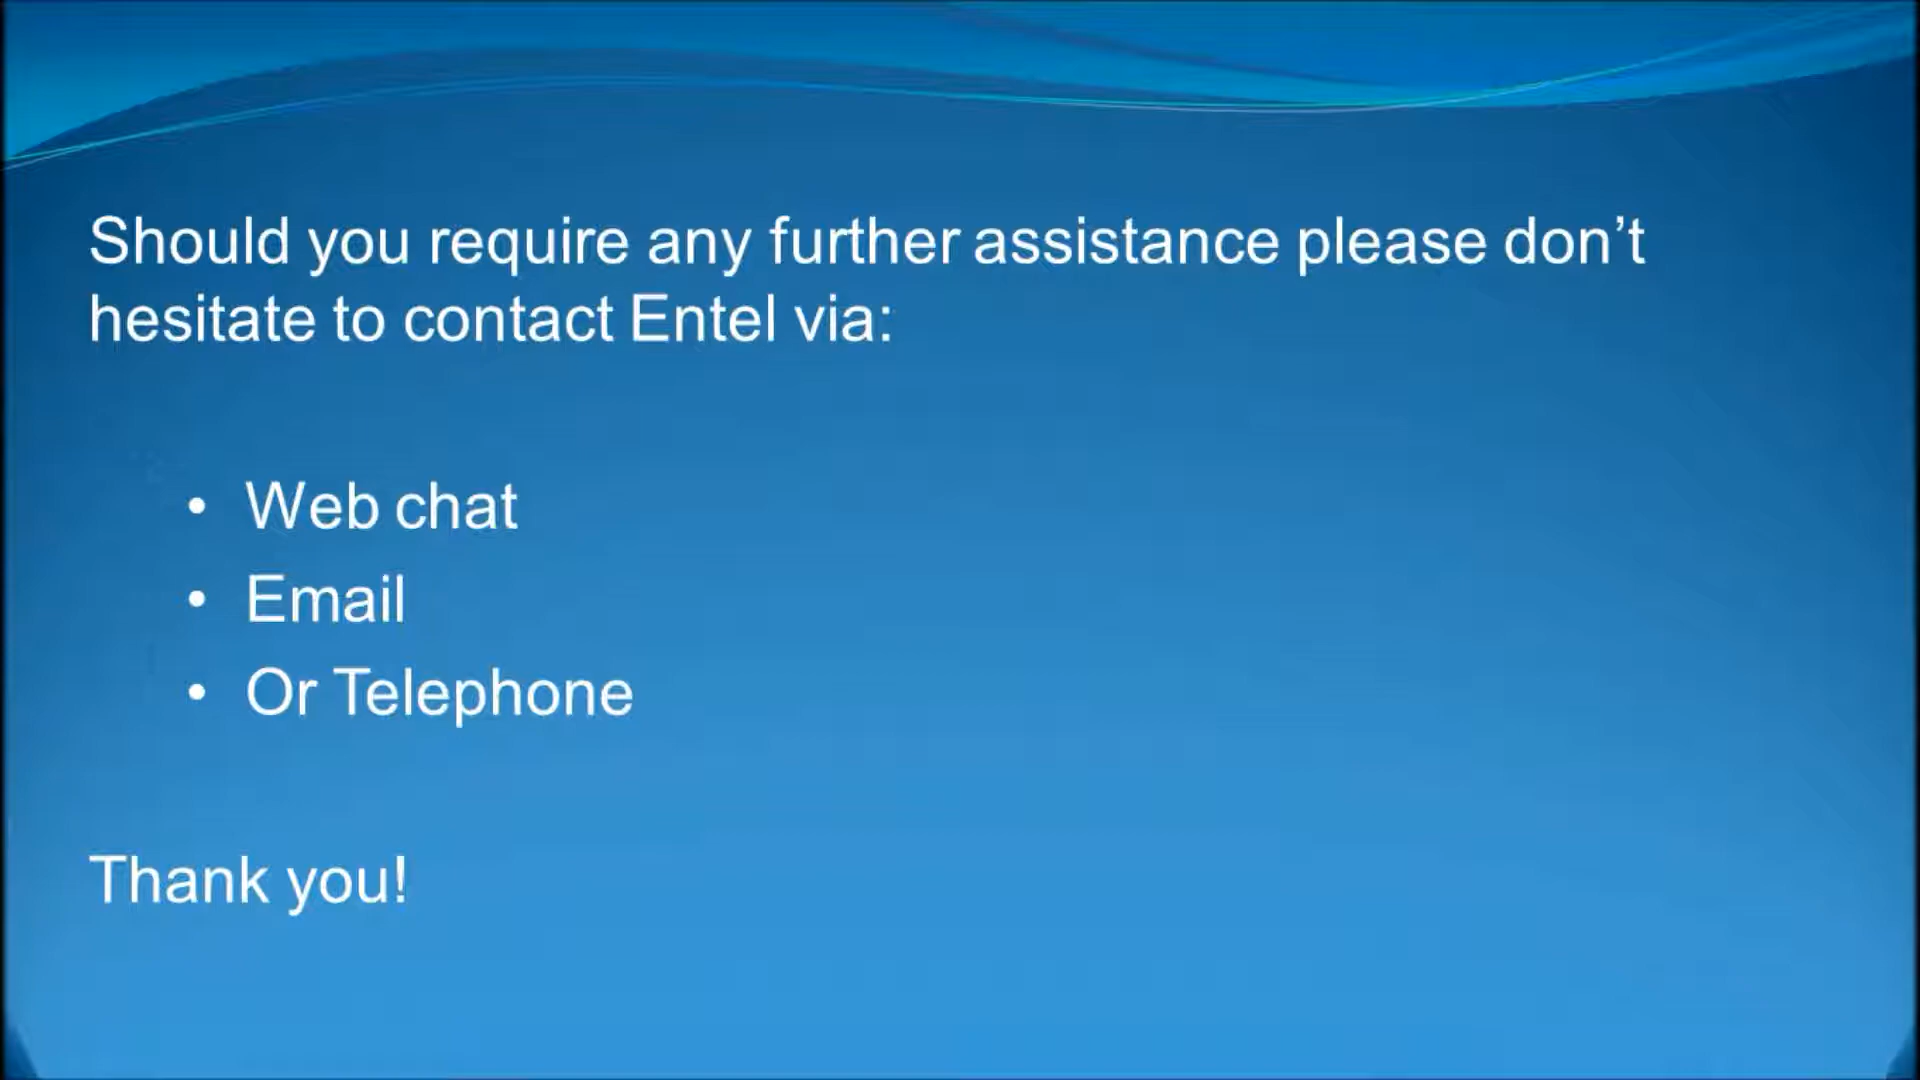 Should you require any further assistance please don’t
hesitate to contact Entel via:
• Web chat
• Email
• Or Telephone
Thank you!